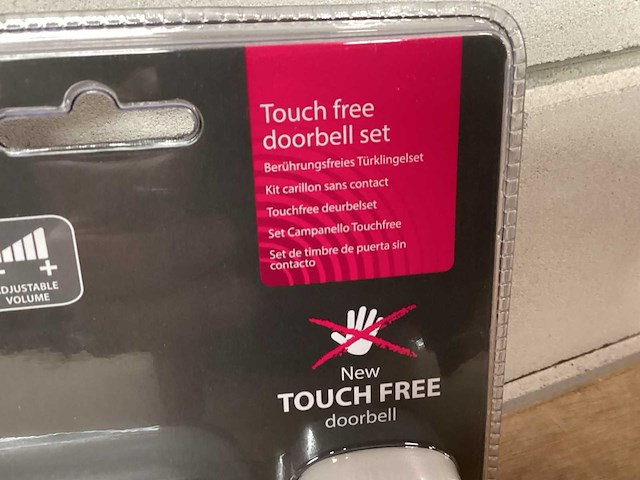 Touch free
doorbell set
Berührungsfreies Türklingelset
Kit carillon sans contact
Touchfree deurbelset
Set Campanello Touchfree
Set de timbre de puerta sin
contacto
ADJUSTABLE
VOLUME
New
TOUCH FREE
doorbell